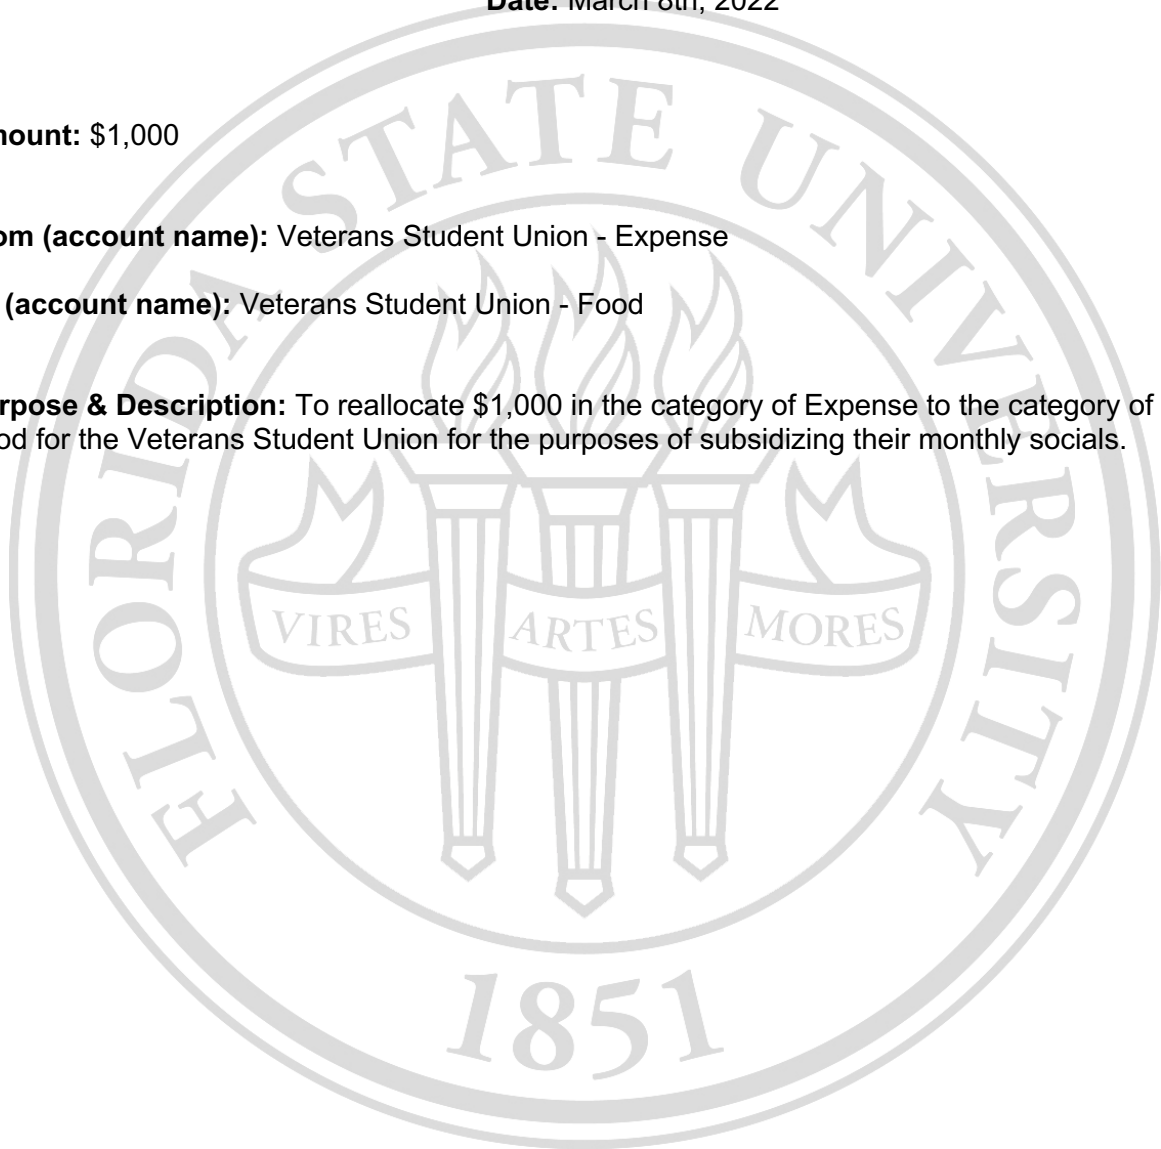 Date: March 8th, 2022
mount: $1,000
om (account name): Veterans Student Union - Expense
(account name): Veterans Student Union - Food
rpose & Description: To reallocate $1,000 in the category of Expense to the category of
od for the Veterans Student Union for the purposes of subsidizing their monthly socials.
FLORIDA STATE UNIVERSITY
VIRES ARTES MORES
1851